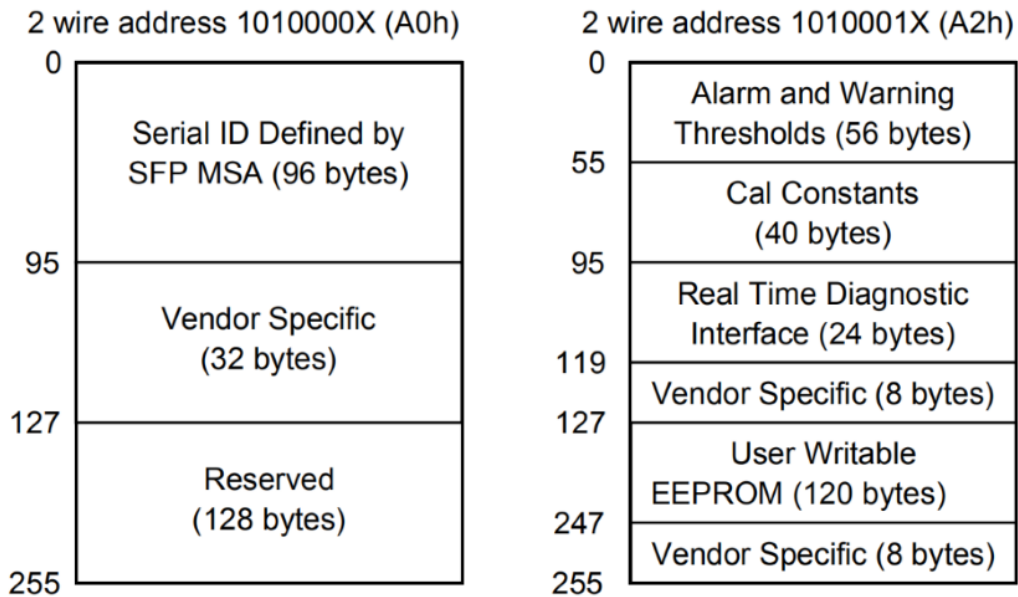 2 wire address 1010000X (A0h)
0
Serial ID Defined by
SFP MSA (96 bytes)
95
Vendor Specific
(32 bytes)
127
Reserved
(128 bytes)
255
2 wire address 1010001X (A2h)
0
Alarm and Warning
Thresholds (56 bytes)
55
Cal Constants
(40 bytes)
95
Real Time Diagnostic
Interface (24 bytes)
119
Vendor Specific (8 bytes)
127
User Writable
EEPROM (120 bytes)
247
Vendor Specific (8 bytes)
255